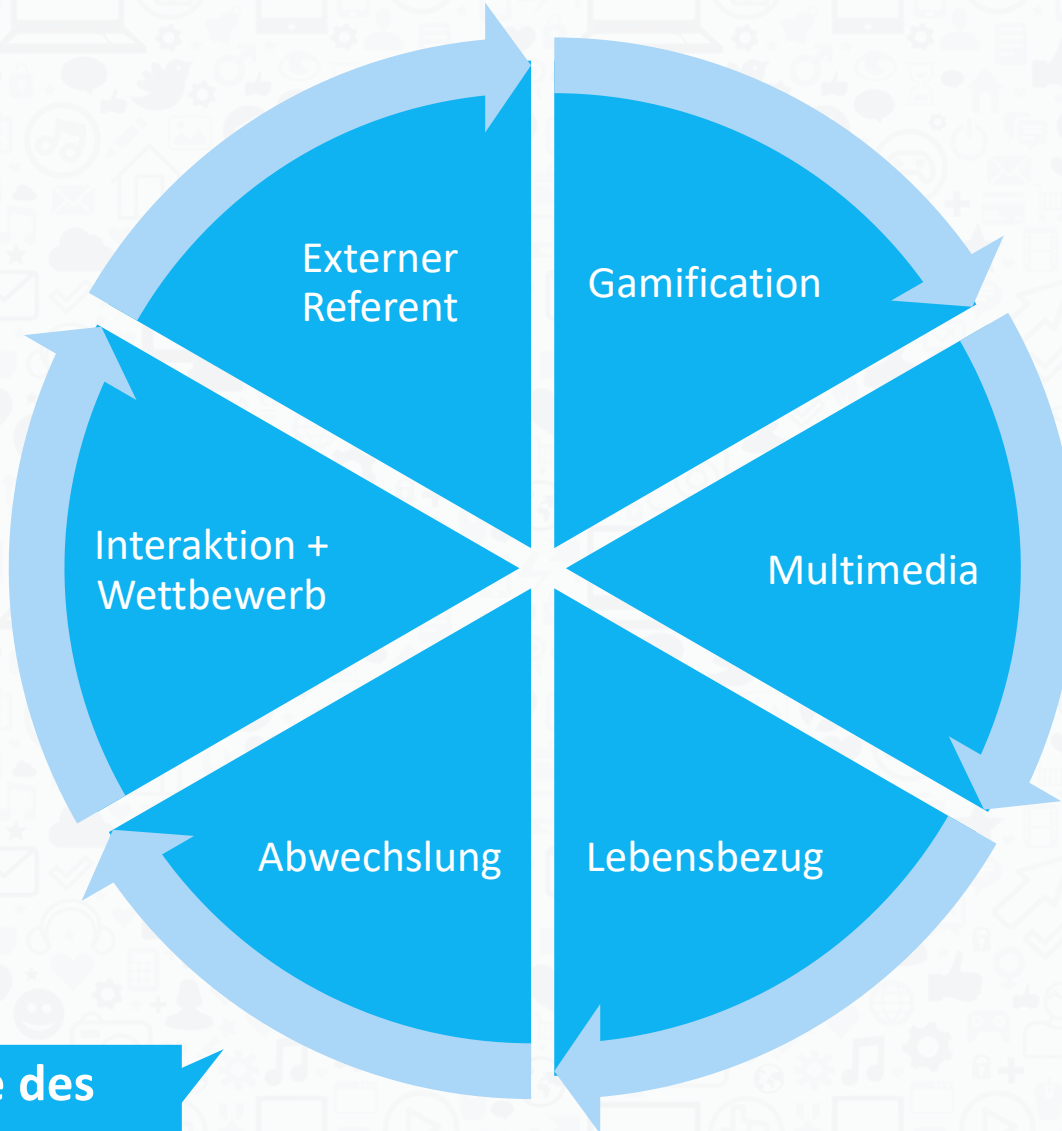 Externer
Referent
Gamification
Interaktion +
Wettbewerb
Multimedia
Abwechslung
Lebensbezug
des